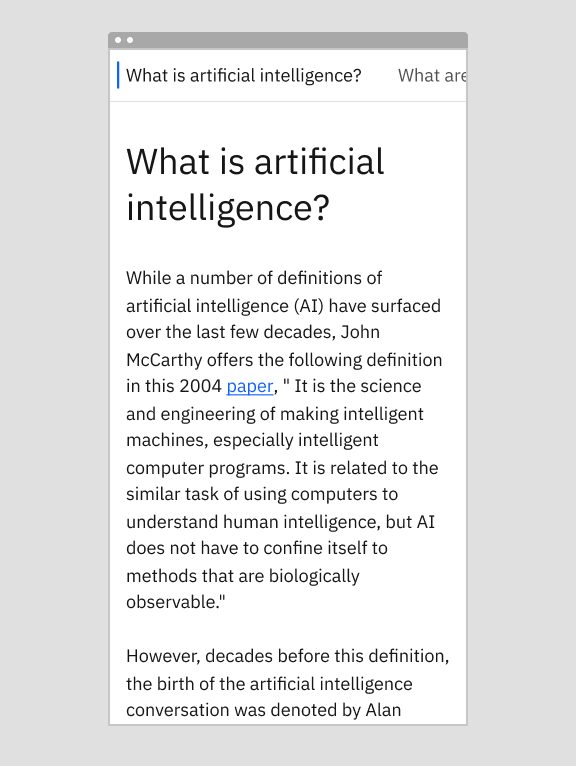 What is artificial intelligence? What are
What is artificial
intelligence?
While a number of definitions of
artificial intelligence (AI) have surfaced
over the last few decades, John
McCarthy offers the following definition
in this 2004 paper, " It is the science
and engineering of making intelligent
machines, especially intelligent
computer programs. It is related to the
similar task of using computers to
understand human intelligence, but AI
does not have to confine itself to
methods that are biologically
observable."
However, decades before this definition,
the birth of the artificial intelligence
conversation was denoted by Alan